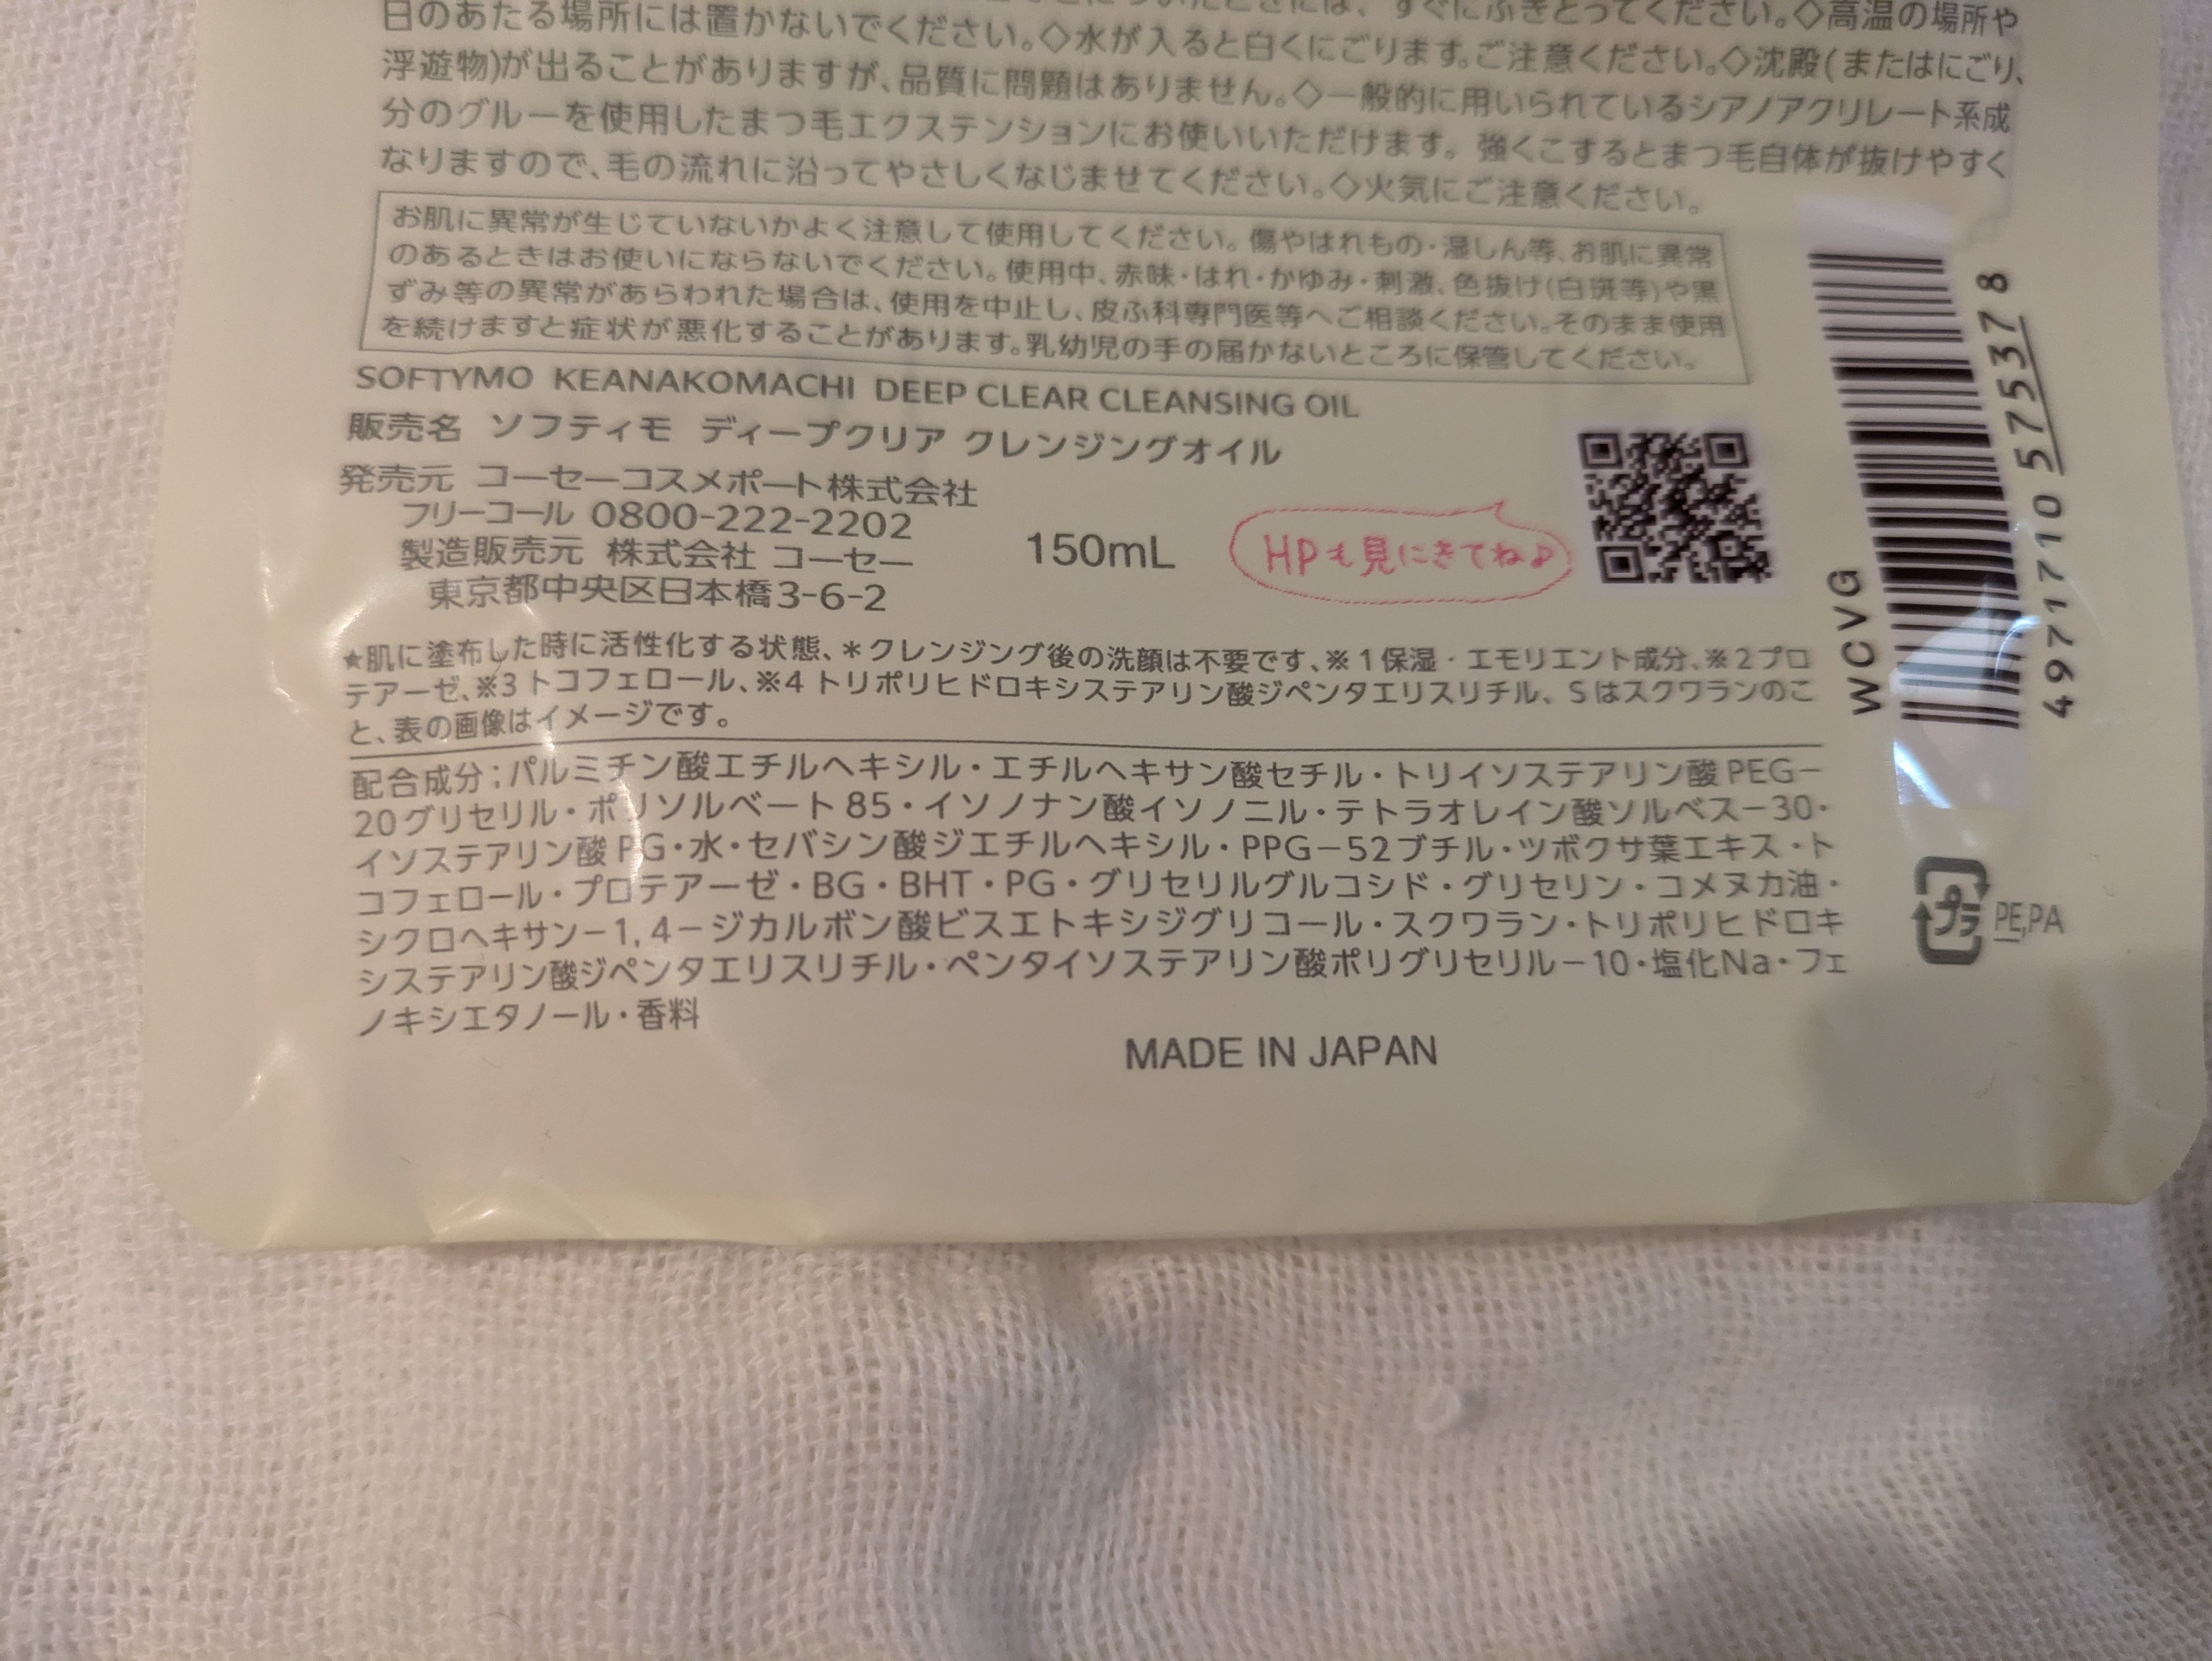 すぐにふきとってください。◇高温の場所や
日のあたる場所には置かないでください。◇水が入ると白くにごります。ご注意ください。◇沈殿(またはにごり、
浮遊物)が出ることがありますが、品質に問題はありません。◇一般的に用いられているシアノアクリレート系成
分のグルーを使用したまつ毛エクステンションにお使いいただけます。強くこするとまつ毛自体が抜けやすく
なりますので、毛の流れに沿ってやさしくなじませてください。◇火気にご注意ください。
お肌に異常が生じていないかよく注意して使用してください。傷やはれもの・湿しん等、お肌に異常
のあるときはお使いにならないでください。使用中、赤味・はれ・かゆみ・刺激、色抜け(白斑等)や黒
ずみ等の異常があらわれた場合は、使用を中止し、皮ふ科専門医等へご相談ください。そのまま使用
を続けますと症状が悪化することがあります。乳幼児の手の届かないところに保管してください。
SOFTYMO KEANAKOMACHI DEEP CLEAR CLEANSING OIL
販売名 ソフティモ ディープクリア クレンジングオイル
発売元 コーセーコスメポート株式会社
フリーコール 0800-222-2202
製造販売元 株式会社 コーセー
東京都中央区日本橋3-6-2
150mL
HPも見にきてね♪
★肌に塗布した時に活性化する状態、＊クレンジング後の洗顔は不要です、※1保湿・エモリエント成分、※2プロ
テアーゼ、※3トコフェロール、※4トリポリヒドロキシステアリン酸ジペンタエリスリチル、Sはスクワランのこ
と、表の画像はイメージです。
配合成分;パルミチン酸エチルヘキシル・エチルヘキサン酸セチル・トリイソステアリン酸PEG−
20グリセリル・ポリソルベート85・イソノナン酸イソノニル・テトラオレイン酸ソルベス−30・
イソステアリン酸PG・水・セバシン酸ジエチルヘキシル・PPG−52ブチル・ツボクサ葉エキス・ト
コフェロール・プロテアーゼ・BG・BHT・PG・グリセリルグルコシド・グリセリン・コメヌカ油・
シクロヘキサン−1,4−ジカルボン酸ビスエトキシジグリコール・スクワラン・トリポリヒドロキ
システアリン酸ジペンタエリスリチル・ペンタイソステアリン酸ポリグリセリル−10・塩化Na・フェ
ノキシエタノール・香料
MADE IN JAPAN
WCVG
4971710 575378
プラ PE,PA